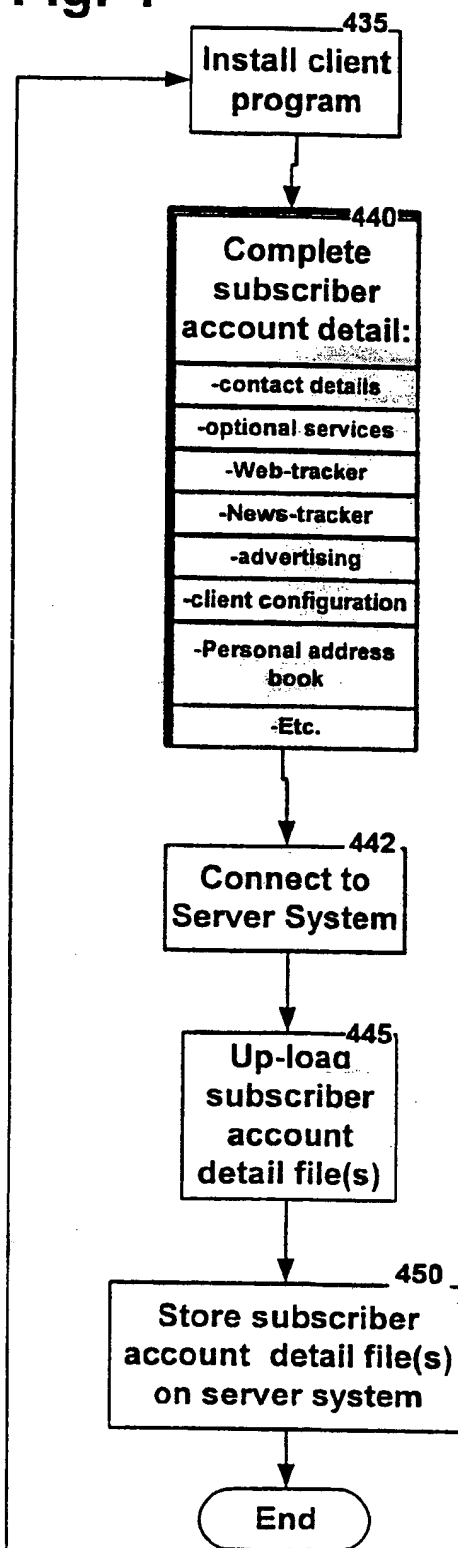 435
Install client
program
440
Complete
subscriber
account detail:
-contact details
-optional services
-Web-tracker
-News-tracker
-advertising
-client configuration
-Personal address
book
-Etc.
442
Connect to
Server System
445
Up-load
subscriber
account
detail file(s)
450
Store subscriber
account detail file(s)
on server system
End